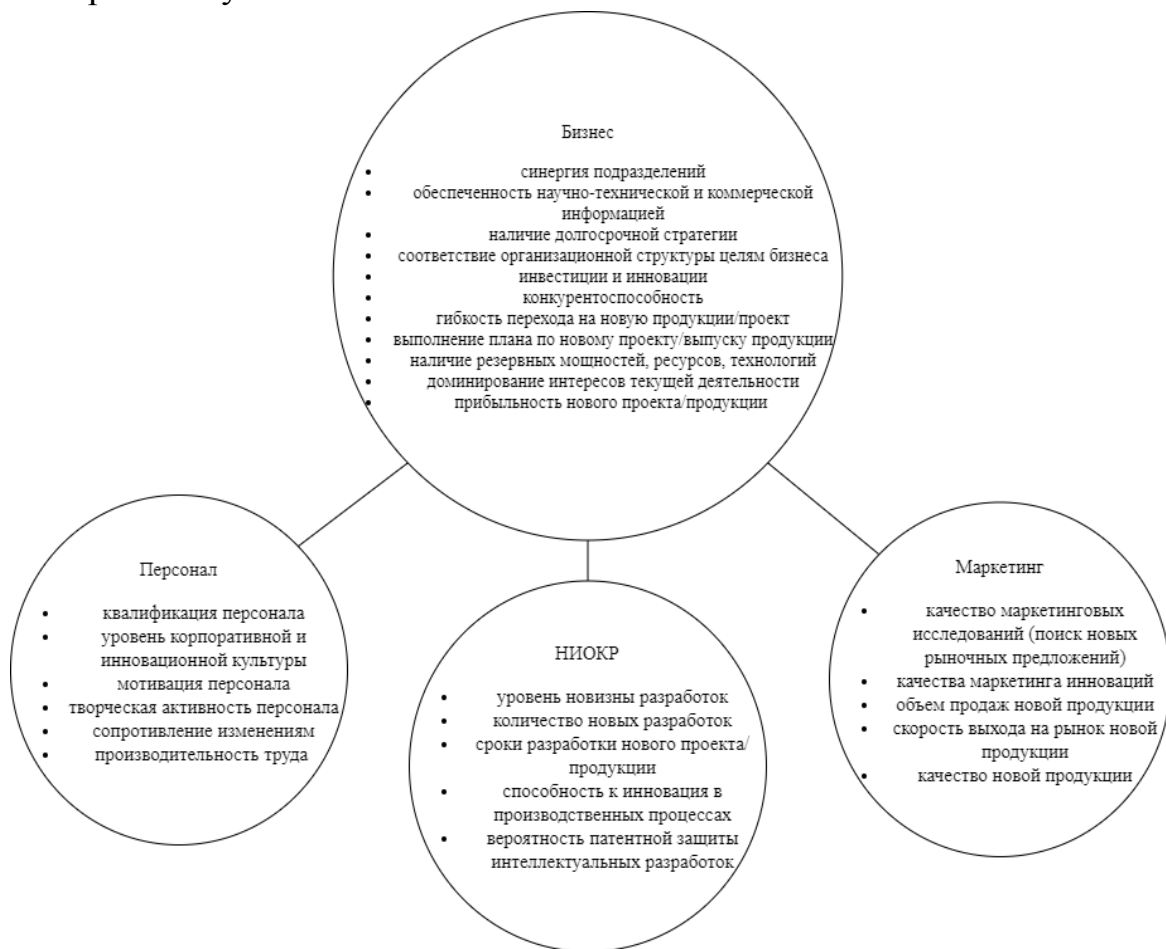 Бизнес
• синергия подразделений
• обеспеченность научно-технической и коммерческой
информацией
• наличие долгосрочной стратегии
• соответствие организационной структуры целям бизнеса
• инвестиции и инновации
• конкурентоспособность
• гибкость перехода на новую продукции/проект
• выполнение плана по новому проекту/выпуску продукции
• наличие резервных мощностей, ресурсов, технологий
• доминирование интересов текущей деятельности
• прибыльность нового проекта/продукции
Персонал
• квалификация персонала
• уровень корпоративной и
инновационной культуры
• мотивация персонала
• творческая активность персонала
• сопротивление изменениям
• производительность труда
НИОКР
• уровень новизны разработок
• количество новых разработок
• сроки разработки нового проекта/
продукции
• способность к инновация в
производственных процессах
• вероятность патентной защиты
интеллектуальных разработок
Маркетинг
• качество маркетинговых
исследований (поиск новых
рыночных предложений)
• качества маркетинга инноваций
• объем продаж новой продукции
• скорость выхода на рынок новой
продукции
• качество новой продукции